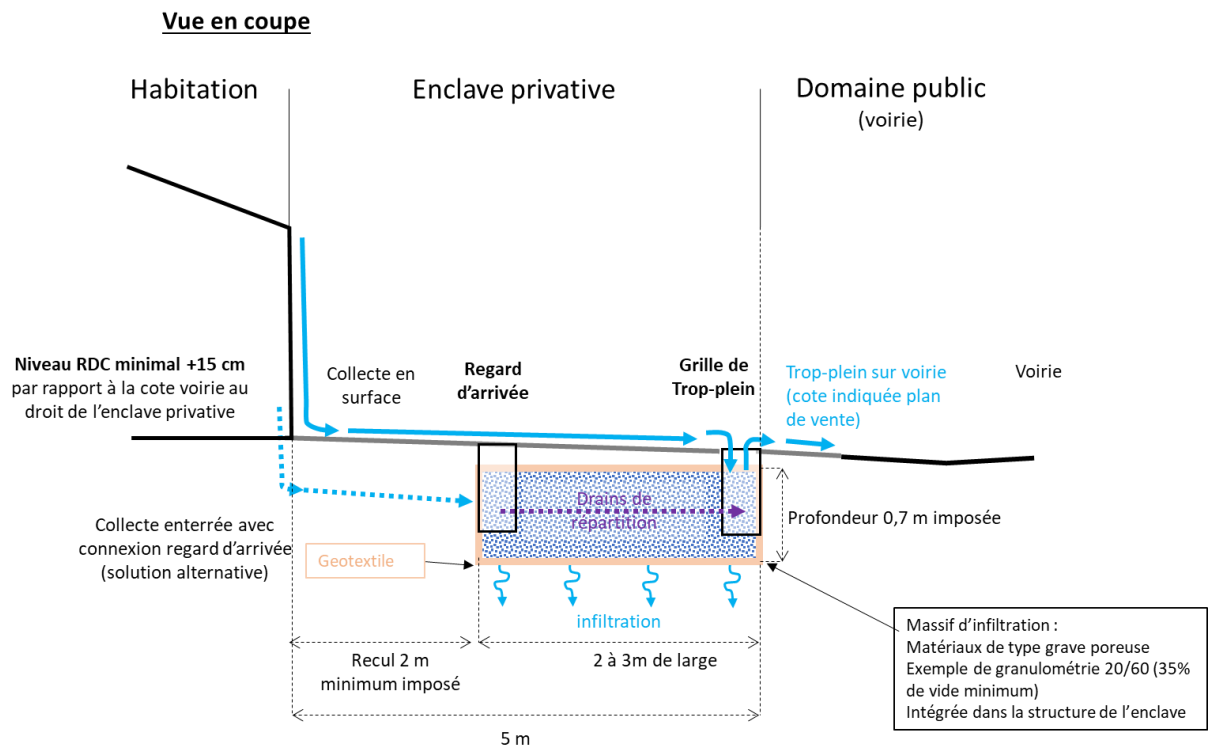 Vue en coupe
Habitation
Enclave privative
Domaine public
(voirie)
Niveau RDC minimal +15 cm
par rapport à la cote voirie au
droit de l'enclave privative
Collecte en
surface
Regard
d'arrivée
Grille de
Trop-plein
Trop-plein sur voirie
(cote indiquée plan
de vente)
Voirie
Drains de
répartition
Profondeur 0,7 m imposée
Collecte enterrée avec
connexion regard d'arrivée
(solution alternative)
Geotextile
infiltration
Recul 2 m
minimum imposé
2 à 3m de large
5 m
Massif d'infiltration :
Matériaux de type grave poreuse
Exemple de granulométrie 20/60 (35%
de vide minimum)
Intégrée dans la structure de l'enclave